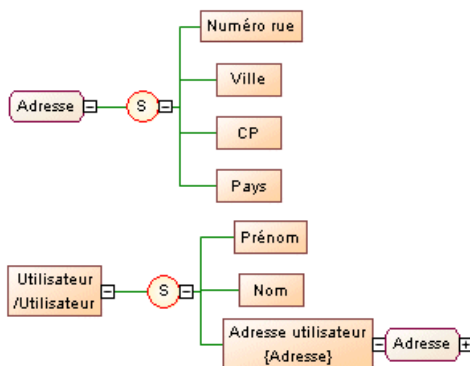 Numéro rue
Ville
Adresse
S
CP
Pays
Prénom
Utilisateur
/Utilisateur
S
Nom
Adresse utilisateur
{Adresse}
Adresse